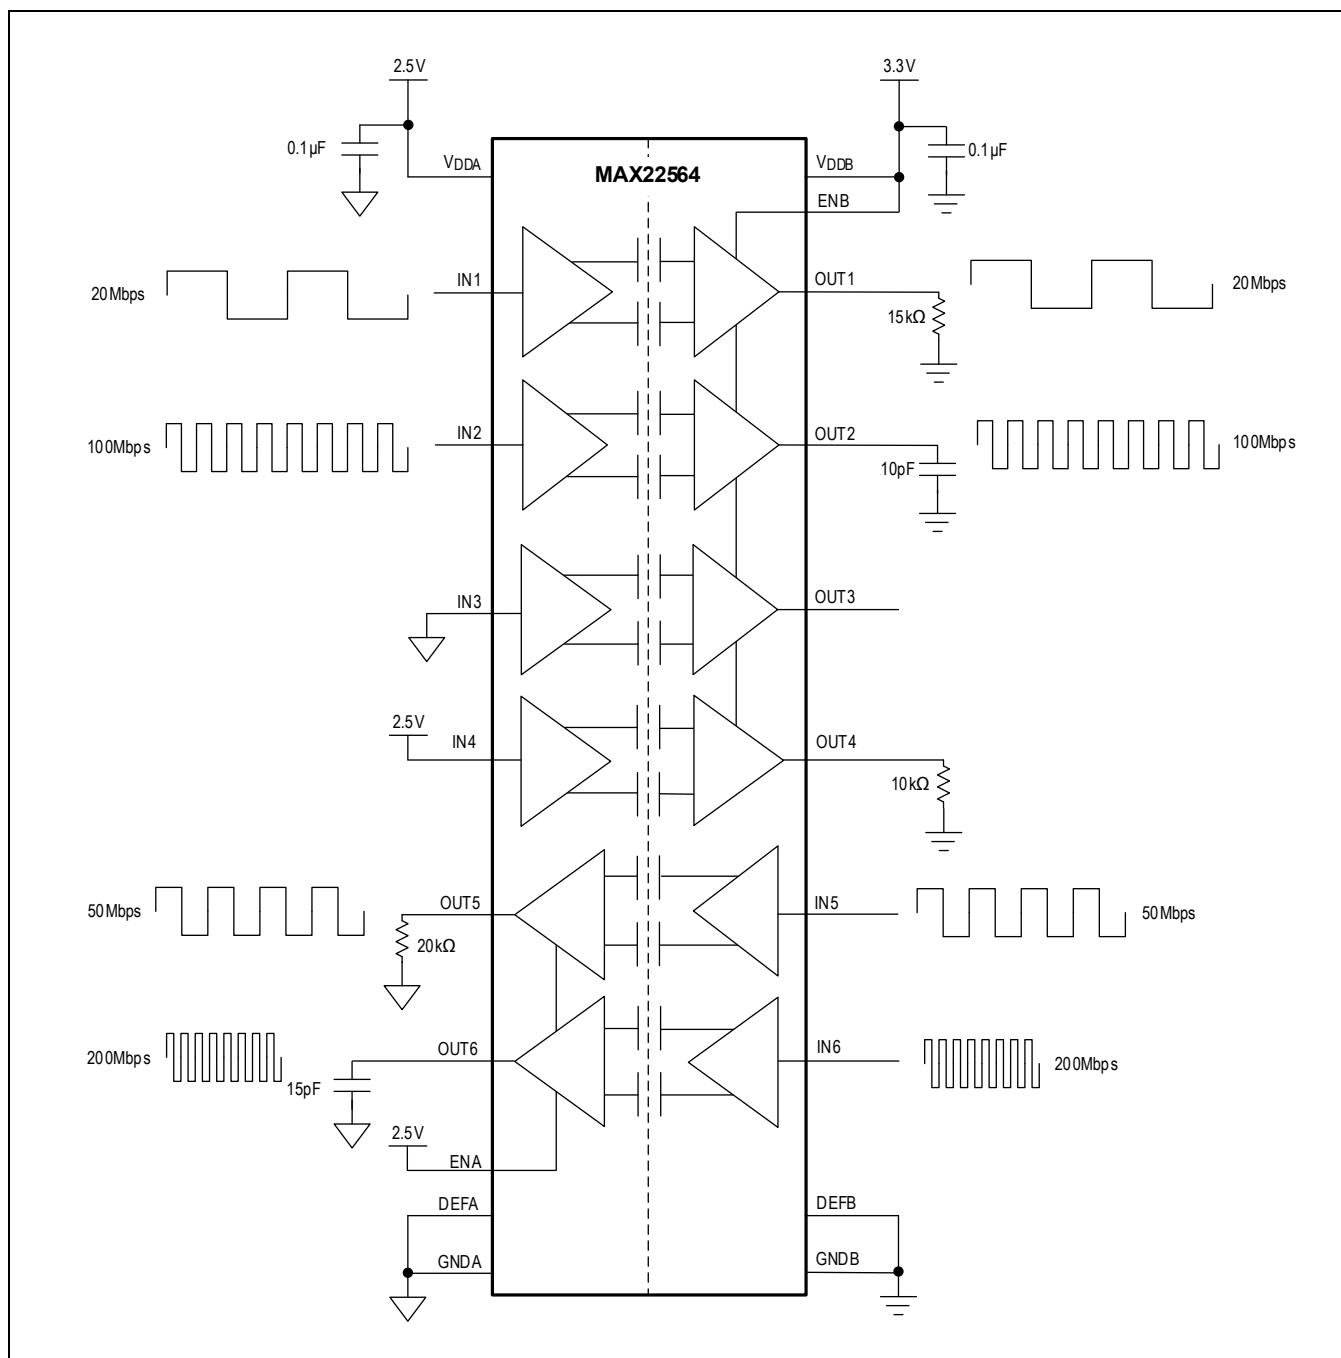 2.5V
3.3V
0.1µF
0.1µF
VDDA
MAX22564
VDDB
ENB
20Mbps
IN1
OUT1
20Mbps
15kΩ
100Mbps
IN2
OUT2
100Mbps
10pF
IN3
OUT3
2.5V
IN4
OUT4
10kΩ
50Mbps
OUT5
IN5
50Mbps
20kΩ
200Mbps
OUT6
IN6
200Mbps
15pF
2.5V
ENA
DEFA
DEFB
GNDA
GNDB